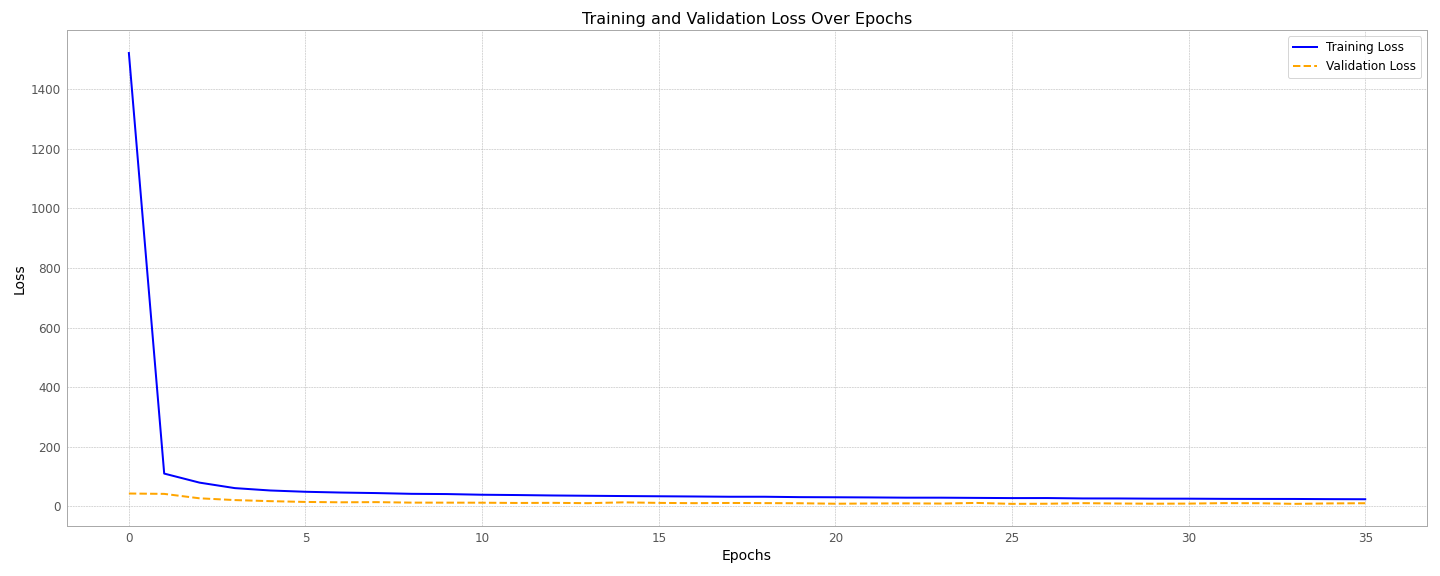 Training and Validation Loss Over Epochs
Training Loss
Validation Loss
1400
1200
1000
800
600
400
200
0
Loss
0 5 10 15 20 25 30 35
Epochs